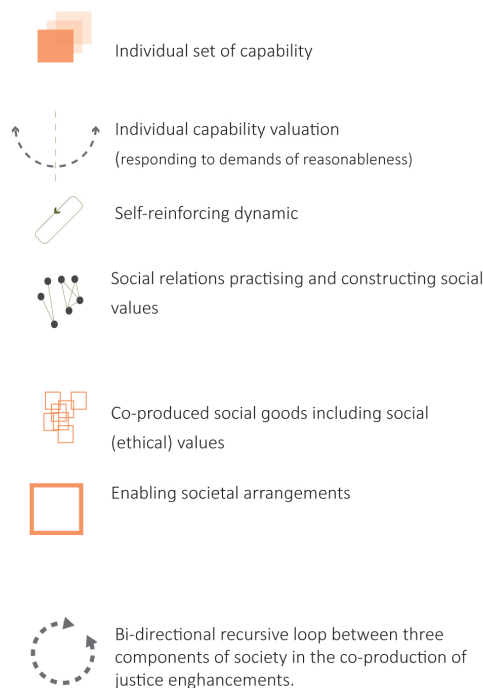 Individual set of capability
Individual capability valuation
(responding to demands of reasonableness)
Self-reinforcing dynamic
Social relations practising and constructing social
values
Co-produced social goods including social
(ethical) values
Enabling societal arrangements
Bi-directional recursive loop between three
components of society in the co-production of
justice enghancements.